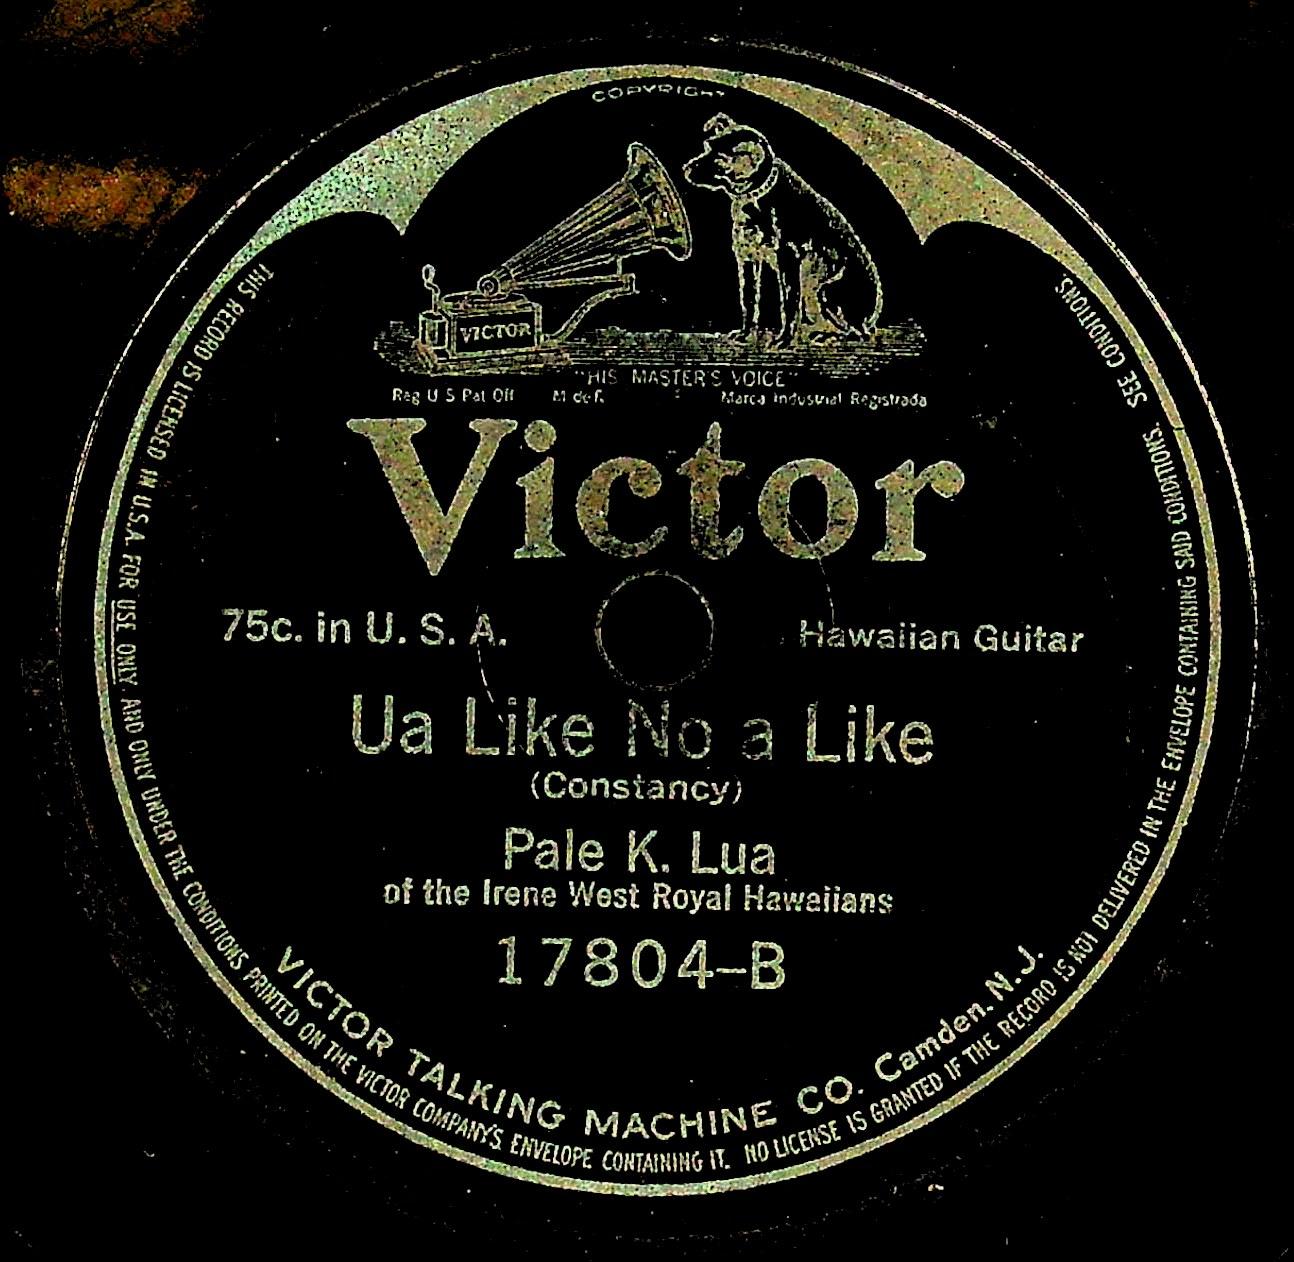 COPYRIGHT
VICTOR
"HIS MASTER'S VOICE"
Reg U S Pat Off M de F. Marca Industrial Registrada
Victor
75c. in U. S. A. Hawaiian Guitar
Ua Like No a Like
(Constancy)
Pale K. Lua
of the Irene West Royal Hawaiians
17804-B
VICTOR TALKING MACHINE CO. Camden. N. J.
THIS RECORD IS LICENSED IN U.S.A. FOR USE ONLY. AND ONLY UNDER THE CONDITIONS PRINTED ON THE VICTOR COMPANY'S ENVELOPE CONTAINING IT. NO LICENSE IS GRANTED IF THE RECORD IS NOT DELIVERED IN THE ENVELOPE CONTAINING SAID CONDITIONS. SEE CONDITIONS.